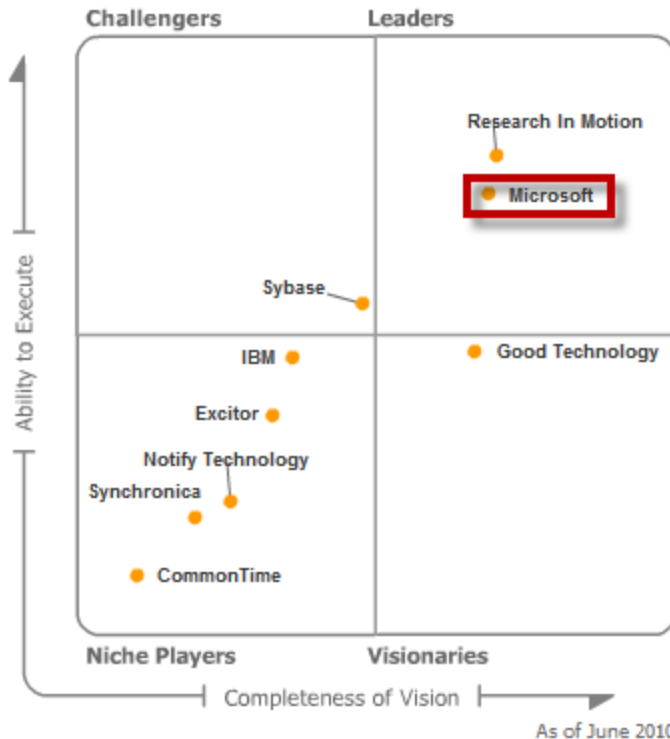 Challengers
Leaders
Research In Motion
Microsoft
Sybase
Ability to Execute
IBM
Good Technology
Excitor
Notify Technology
Synchronica
CommonTime
Niche Players
Visionaries
Completeness of Vision
As of June 2010